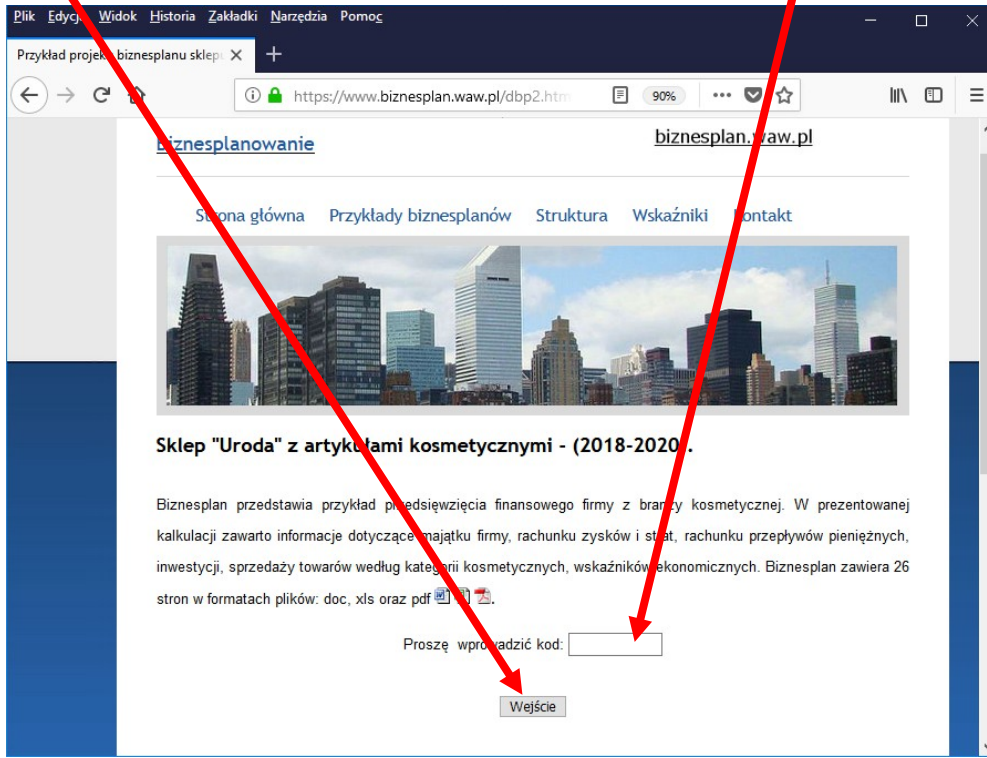 Plik Edycja Widok Historia Zakładki Narzędzia Pomoc
Przykład projektu biznesplanu sklepu
https://www.biznesplan.waw.pl/dbp2.htm 90%
Biznesplanowanie biznesplan.waw.pl
Strona główna Przykłady biznesplanów Struktura Wskaźniki Kontakt
Sklep "Uroda" z artykułami kosmetycznymi - (2018-2020).
Biznesplan przedstawia przykład przedsięwzięcia finansowego firmy z branży kosmetycznej. W prezentowanej
kalkulacji zawarto informacje dotyczące majątku firmy, rachunku zysków i strat, rachunku przepływów pieniężnych,
inwestycji, sprzedaży towarów według kategorii kosmetycznych, wskaźników ekonomicznych. Biznesplan zawiera 26
stron w formatach plików: doc, xls oraz pdf .
Proszę wprowadzić kod:
Wejście